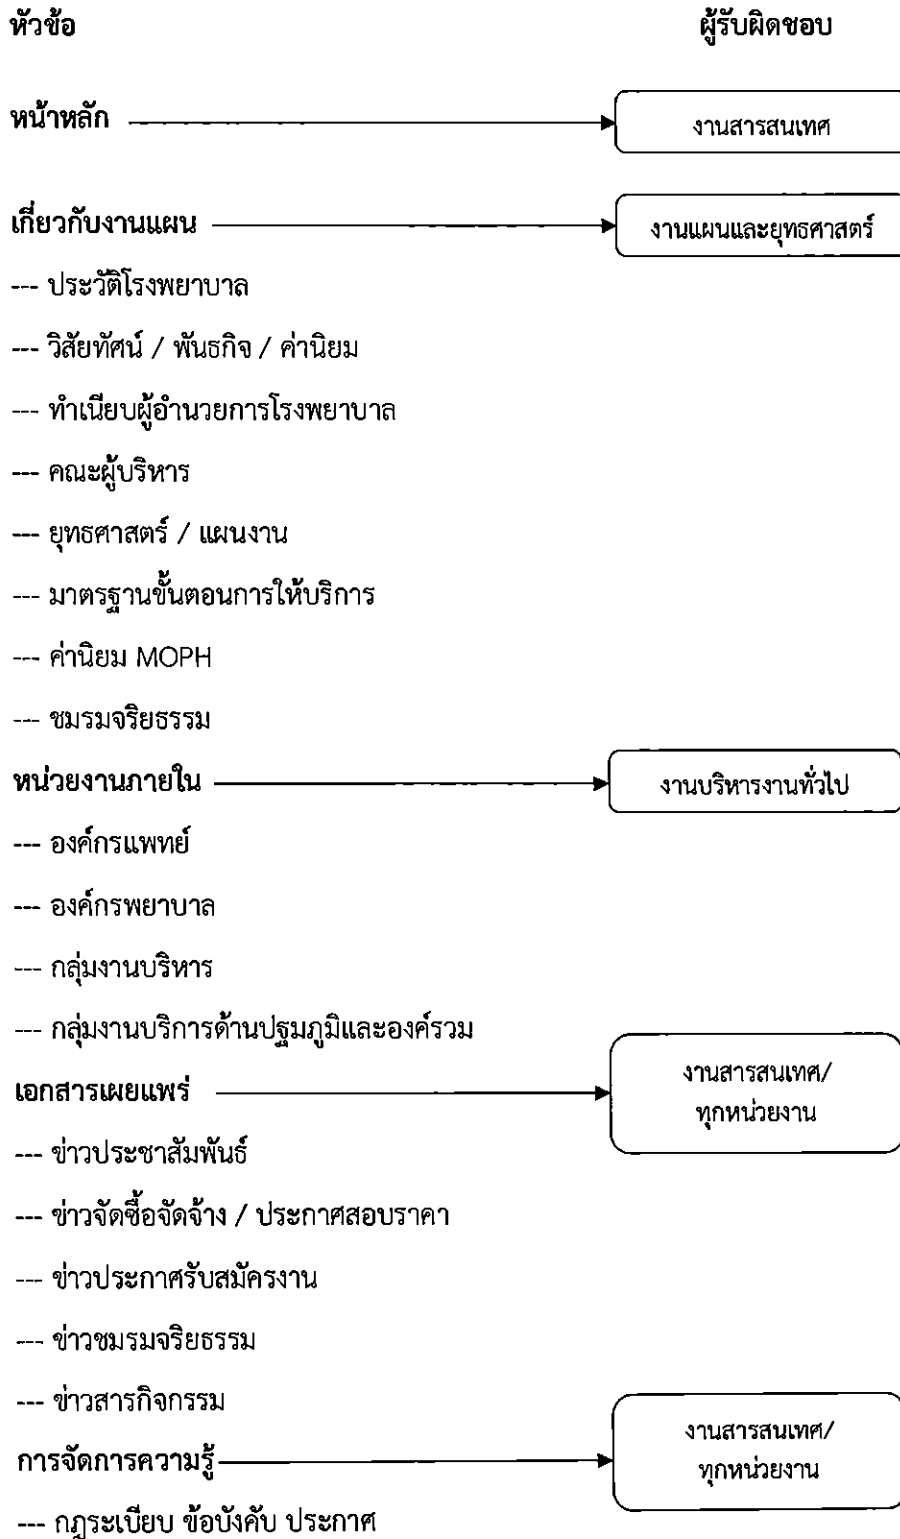 หัวข้อ ผู้รับผิดชอบ
หน้าหลัก งานสารสนเทศ
เกี่ยวกับงานแผน งานแผนและยุทธศาสตร์
--- ประวัติโรงพยาบาล
--- วิสัยทัศน์ / พันธกิจ / ค่านิยม
--- ทำเนียบผู้อำนวยการโรงพยาบาล
--- คณะผู้บริหาร
--- ยุทธศาสตร์ / แผนงาน
--- มาตรฐานขั้นตอนการให้บริการ
--- ค่านิยม MOPH
--- ชมรมจริยธรรม
หน่วยงานภายใน งานบริหารงานทั่วไป
--- องค์กรแพทย์
--- องค์กรพยาบาล
--- กลุ่มงานบริหาร
--- กลุ่มงานบริการด้านปฐมภูมิและองค์รวม
เอกสารเผยแพร่ งานสารสนเทศ/
ทุกหน่วยงาน
--- ข่าวประชาสัมพันธ์
--- ข่าวจัดซื้อจัดจ้าง / ประกาศสอบราคา
--- ข่าวประกาศรับสมัครงาน
--- ข่าวชมรมจริยธรรม
--- ข่าวสารกิจกรรม
การจัดการความรู้ งานสารสนเทศ/
ทุกหน่วยงาน
--- กฎระเบียบ ข้อบังคับ ประกาศ